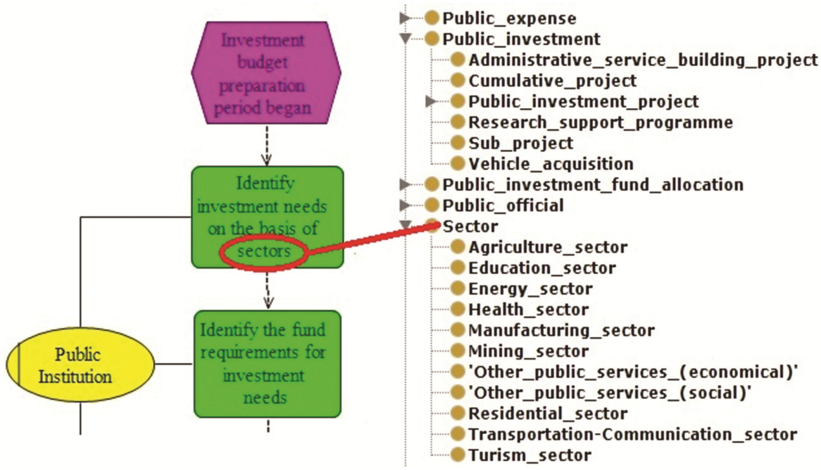 Investment
budget
preparation
period began
Identify
investment needs
on the basis of
sectors
Identify the fund
requirements for
investment
needs
Public
Institution
Public_expense
Public_investment
Administrative_service_building_project
Cumulative_project
Public_investment_project
Research_support_programme
Sub_project
Vehicle_acquisition
Public_investment_fund_allocation
Public_official
Sector
Agriculture_sector
Education_sector
Energy_sector
Health_sector
Manufacturing_sector
Mining_sector
'Other_public_services_(economical)'
'Other_public_services_(social)'
Residential_sector
Transportation-Communication_sector
Turism_sector